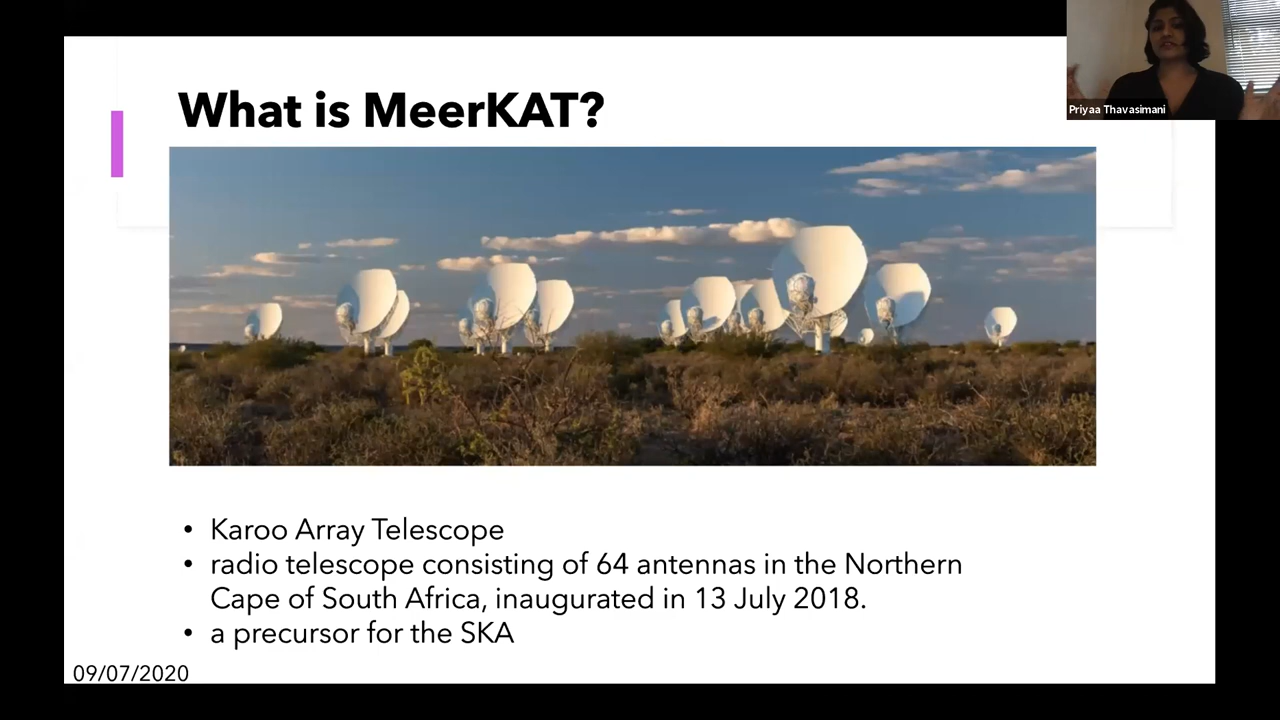 What is MeerKAT?
Priyaa Thavasimani
• Karoo Array Telescope
• radio telescope consisting of 64 antennas in the Northern
Cape of South Africa, inaugurated in 13 July 2018.
• a precursor for the SKA
09/07/2020